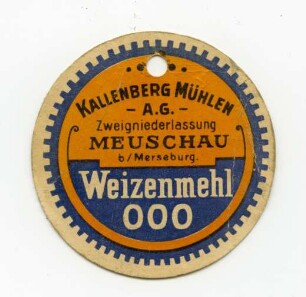 KALLENBERG MÜHLEN
- A.G. -
Zweigniederlassung
MEUSCHAU
b/Merseburg.
Weizenmehl
000